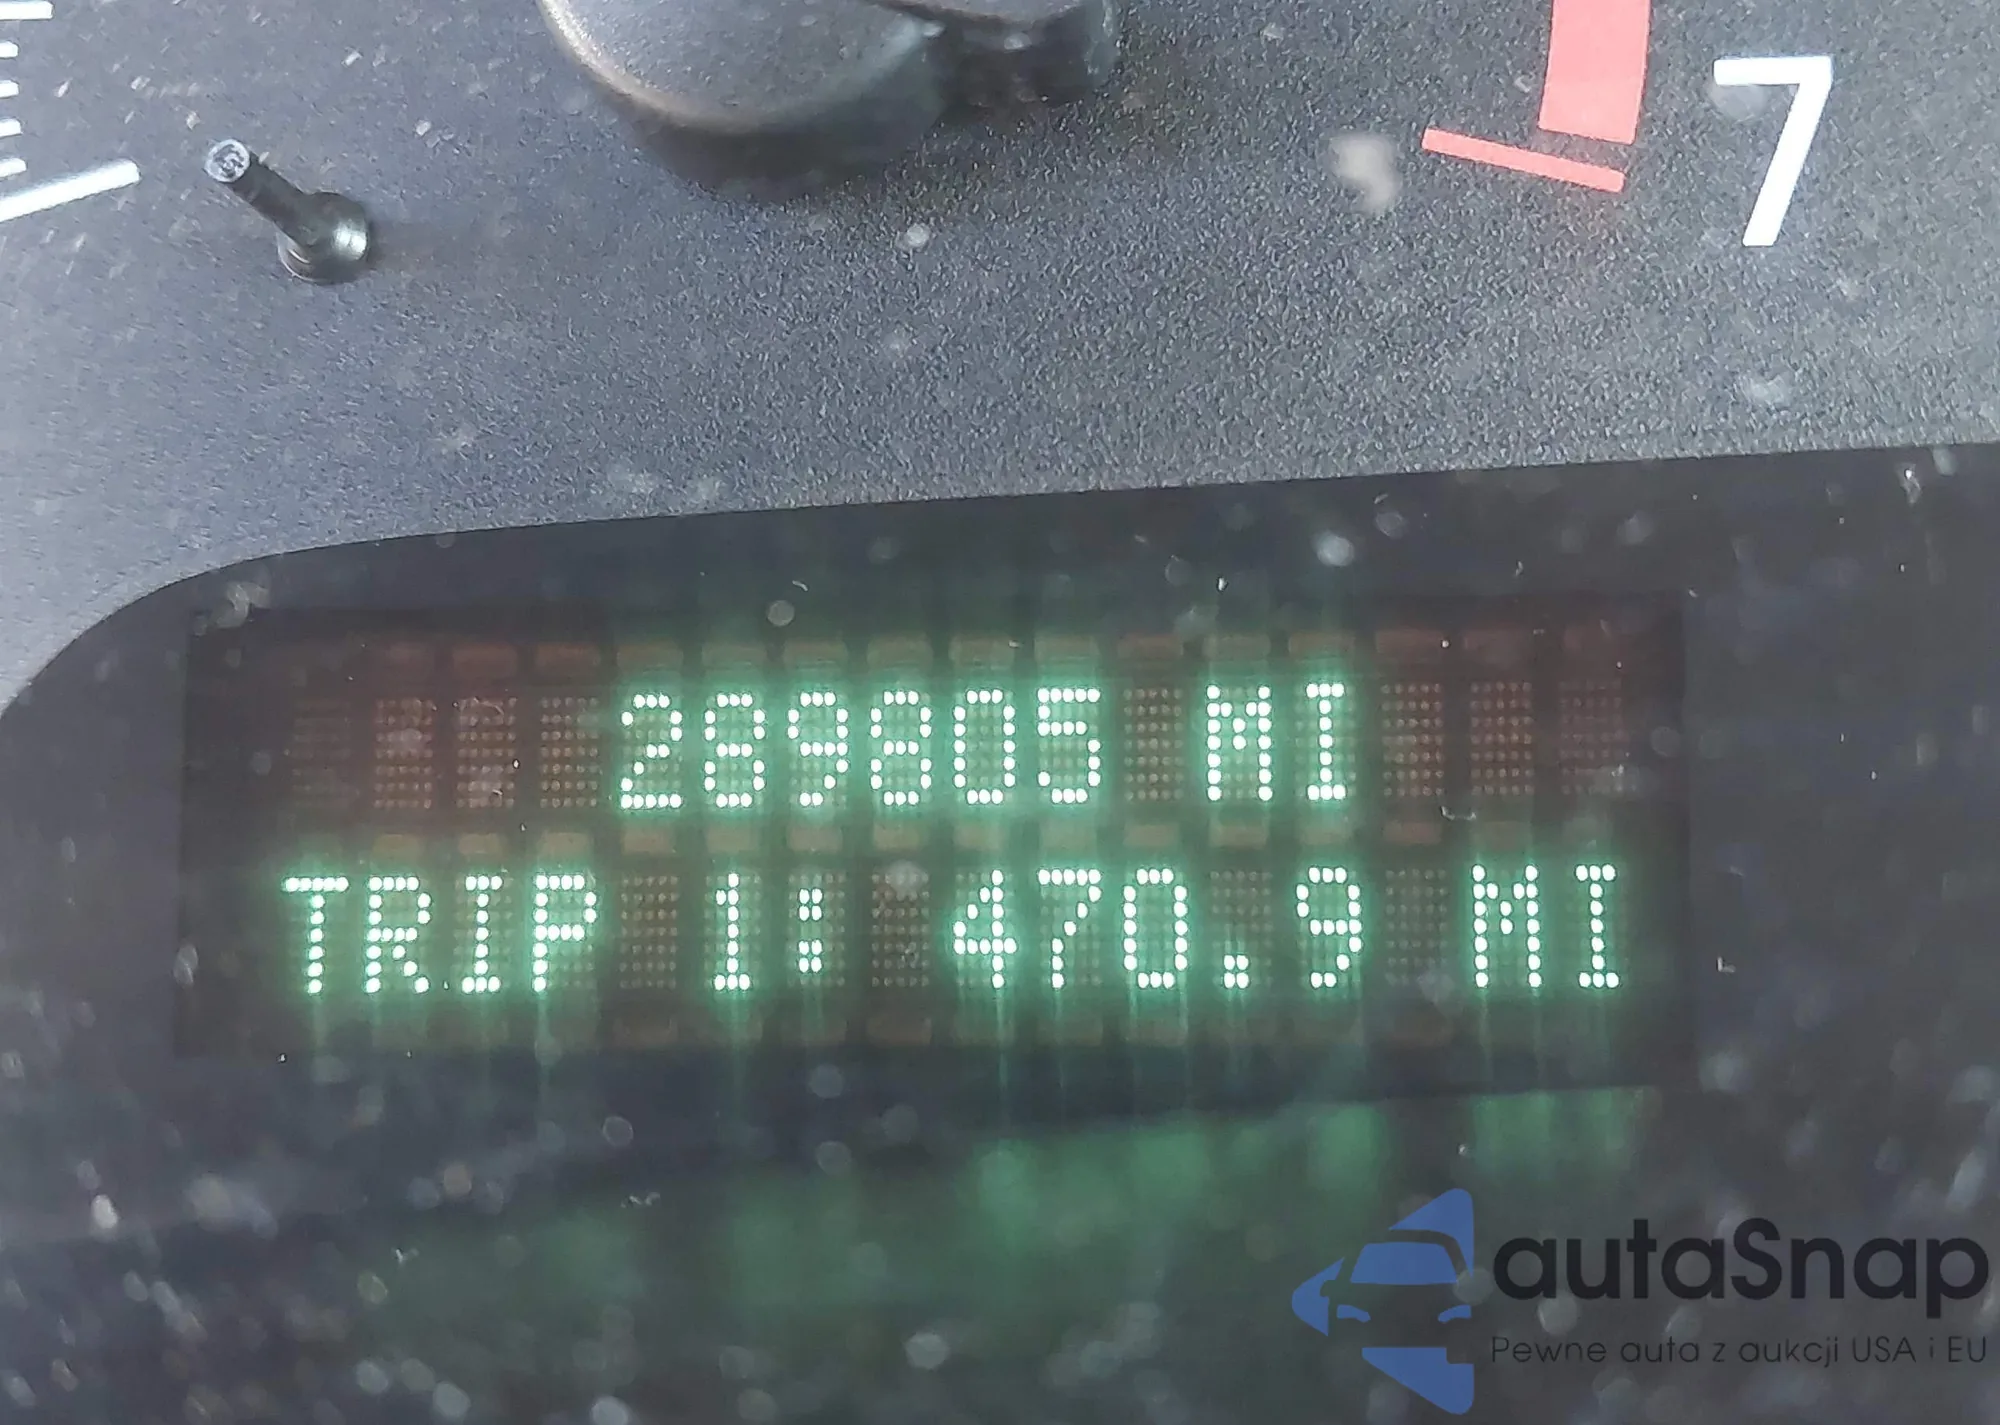 7
289805 MI
TRIP 1: 470.9 MI
autaSnap
Pewne auta z aukcji USA i EU